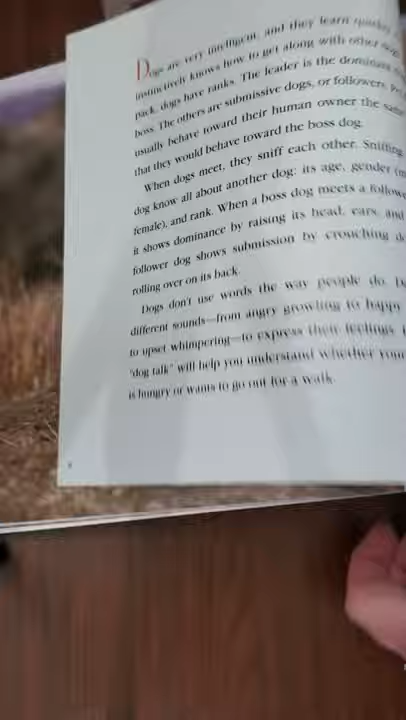 Dogs are very intelligent, and they learn quickly
instinctively knows how to get along with other dogs
pack, dogs have ranks. The leader is the dominant
boss. The others are submissive dogs, or followers.
usually behave toward their human owner the same
that they would behave toward the boss dog.
When dogs meet, they sniff each other. Sniffing
dog know all about another dog: its age, gender
female), and rank. When a boss dog meets a
it shows dominance by raising its head, ears, and
follower dog shows submission by crouching
rolling over on its back.
Dogs don't use words the way people do.
different sounds—from angry growling to happy
to upset whimpering—to express their feelings
"dog talk" will help you understand whether your
is hungry or wants to go out for a walk.